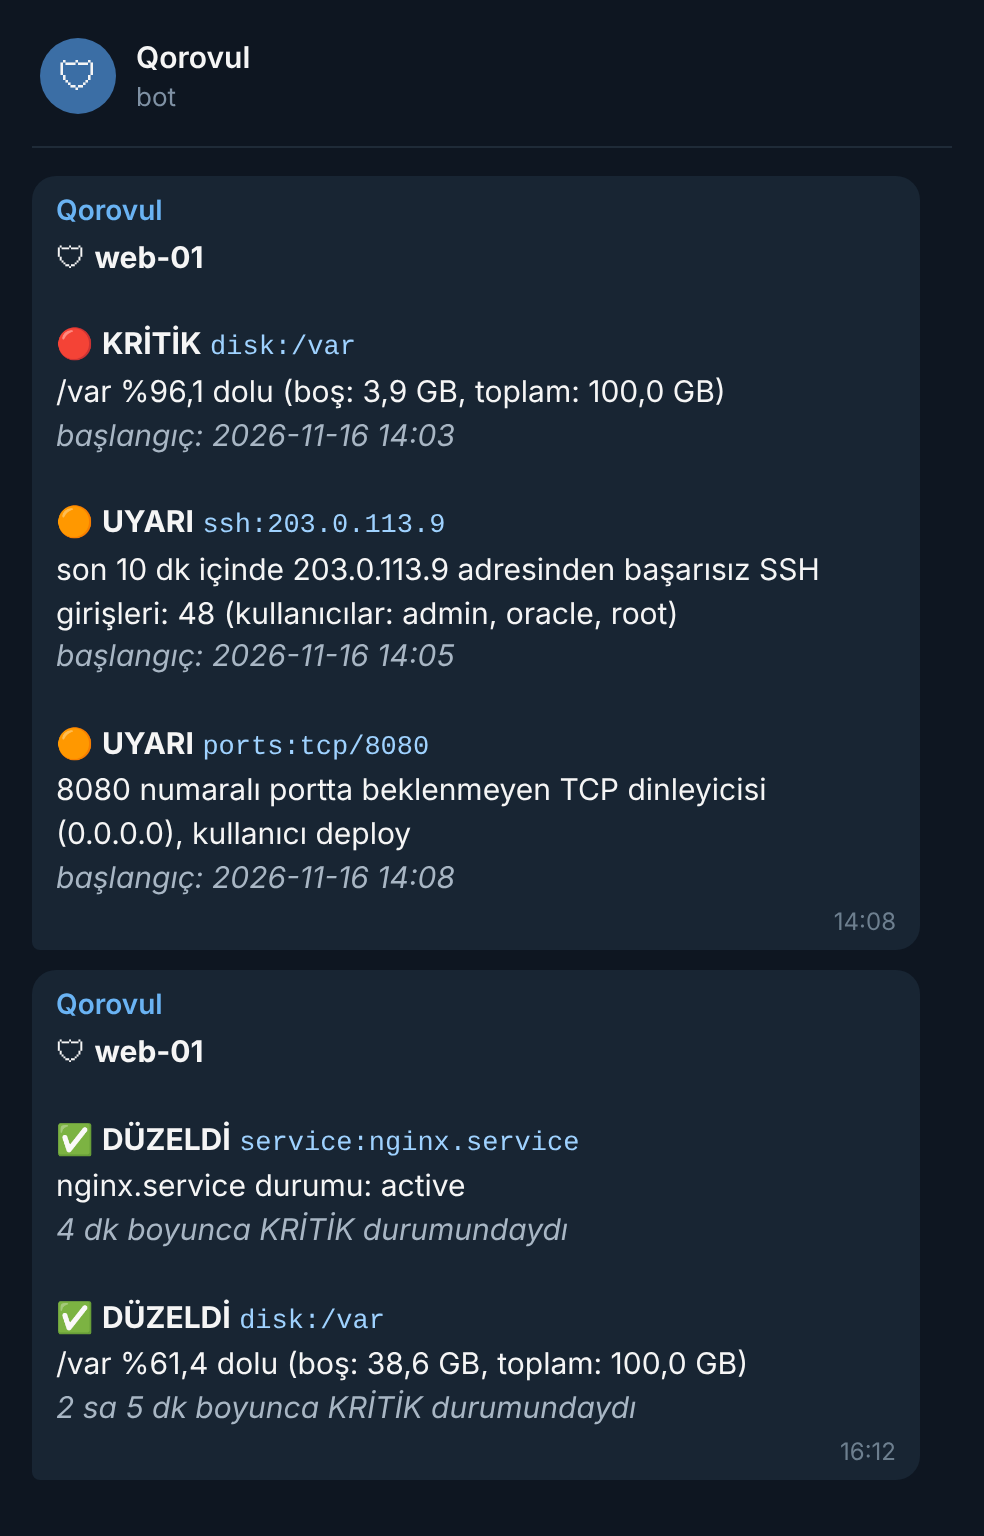 Qorovul
bot
Qorovul
🛡 web-01
🔴 KRİTİK disk:/var
/var %96,1 dolu (boş: 3,9 GB, toplam: 100,0 GB)
başlangıç: 2026-11-16 14:03
🟠 UYARI ssh:203.0.113.9
son 10 dk içinde 203.0.113.9 adresinden başarısız SSH
girişleri: 48 (kullanıcılar: admin, oracle, root)
başlangıç: 2026-11-16 14:05
🟠 UYARI ports:tcp/8080
8080 numaralı portta beklenmeyen TCP dinleyicisi
(0.0.0.0), kullanıcı deploy
başlangıç: 2026-11-16 14:08
14:08
Qorovul
🛡 web-01
✅ DÜZELDİ service:nginx.service
nginx.service durumu: active
4 dk boyunca KRİTİK durumundaydı
✅ DÜZELDİ disk:/var
/var %61,4 dolu (boş: 38,6 GB, toplam: 100,0 GB)
2 sa 5 dk boyunca KRİTİK durumundaydı
16:12